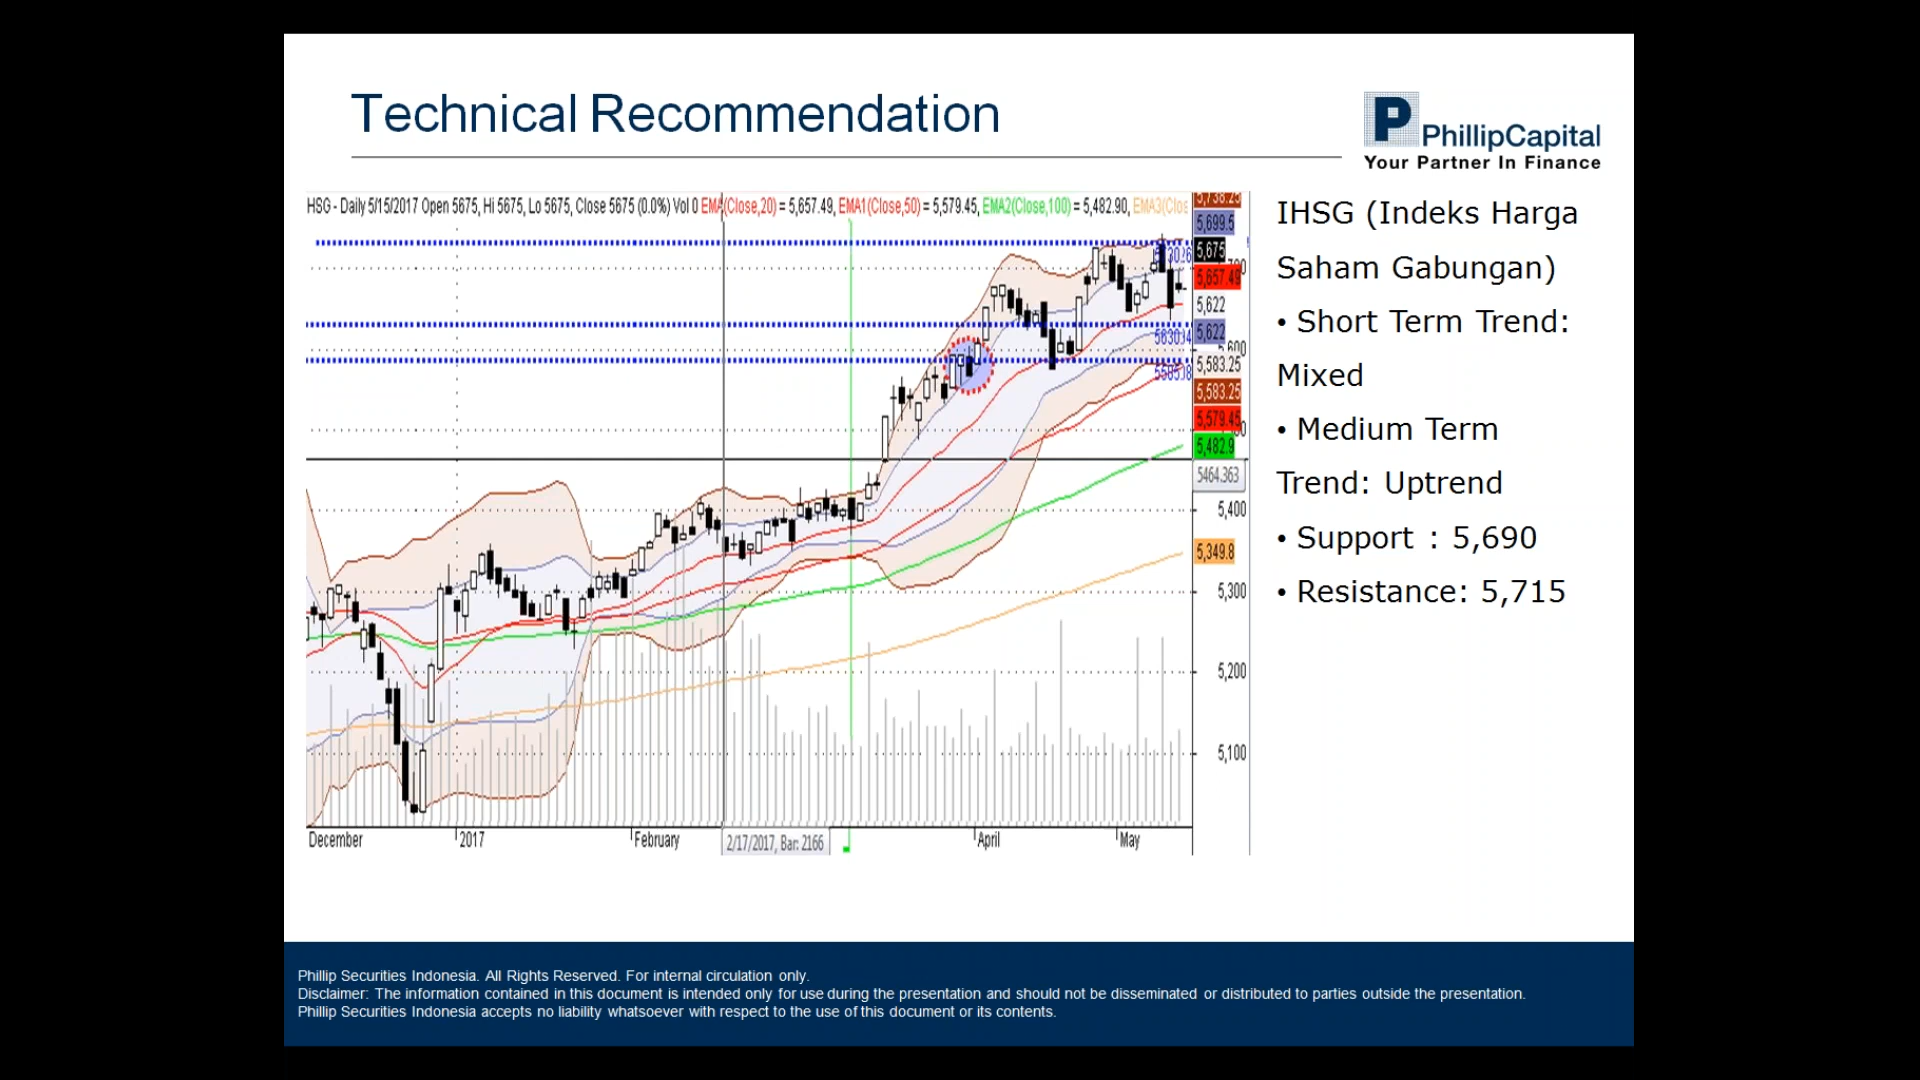 Technical Recommendation
P PhillipCapital
Your Partner In Finance
HSG - Daily 5/15/2017 Open 5675, Hi 5675, Lo 5675, Close 5675 (0.0%) Vol 0 EMA(Close,20) = 5,657.49, EMA1(Close,50) = 5,579.45, EMA2(Close,100) = 5,482.90, EMA3(Clos
5,738.25
5,699.5
5,675
5,657.49
5,622
5,622
5,583.25
5,583.25
5,579.45
5,482.9
5464.363
5,400
5,349.8
5,300
5,200
5,100
December
2017
February
2/17/2017, Bar: 2166
April
May
IHSG (Indeks Harga
Saham Gabungan)
• Short Term Trend:
Mixed
• Medium Term
Trend: Uptrend
• Support : 5,690
• Resistance: 5,715
Phillip Securities Indonesia. All Rights Reserved. For internal circulation only.
Disclaimer: The information contained in this document is intended only for use during the presentation and should not be disseminated or distributed to parties outside the presentation.
Phillip Securities Indonesia accepts no liability whatsoever with respect to the use of this document or its contents.